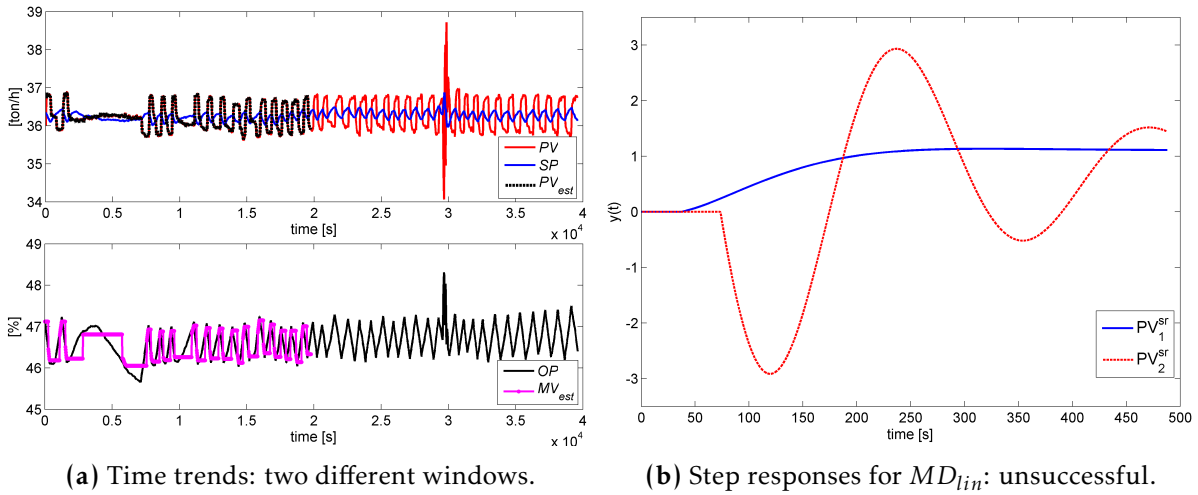 39
38
37
36
35
34
[ton/h]
PV
SP
PV_est
0 0.5 1 1.5 2 2.5 3 3.5 4
time [s]
x 10^4
49
48
47
46
45
[%]
OP
MV_est
0 0.5 1 1.5 2 2.5 3 3.5 4
time [s]
x 10^4
(a) Time trends: two different windows.
3
2
1
0
-1
-2
-3
y(t)
PV_1^sr
PV_2^sr
0 50 100 150 200 250 300 350 400 450 500
time [s]
(b) Step responses for MD_lin: unsuccessful.